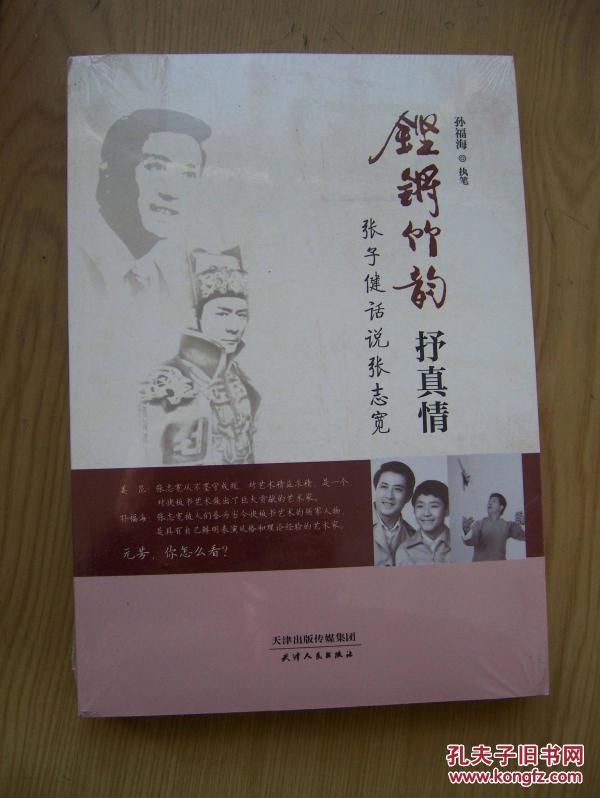 孙福海◎执笔
铿锵竹韵
抒真情
张子健话说张志宽
姜 昆：张志宽从不墨守成规，对艺术精益求精，是一个
对快板书艺术做出了巨大贡献的艺术家。
孙福海：张志宽被人们誉为当今快板书艺术的领军人物，
是具有自己鲜明表演风格和理论经验的艺术家。
元芳，你怎么看？
天津出版传媒集团
天津人民出版社
孔夫子旧书网
www.kongfz.com